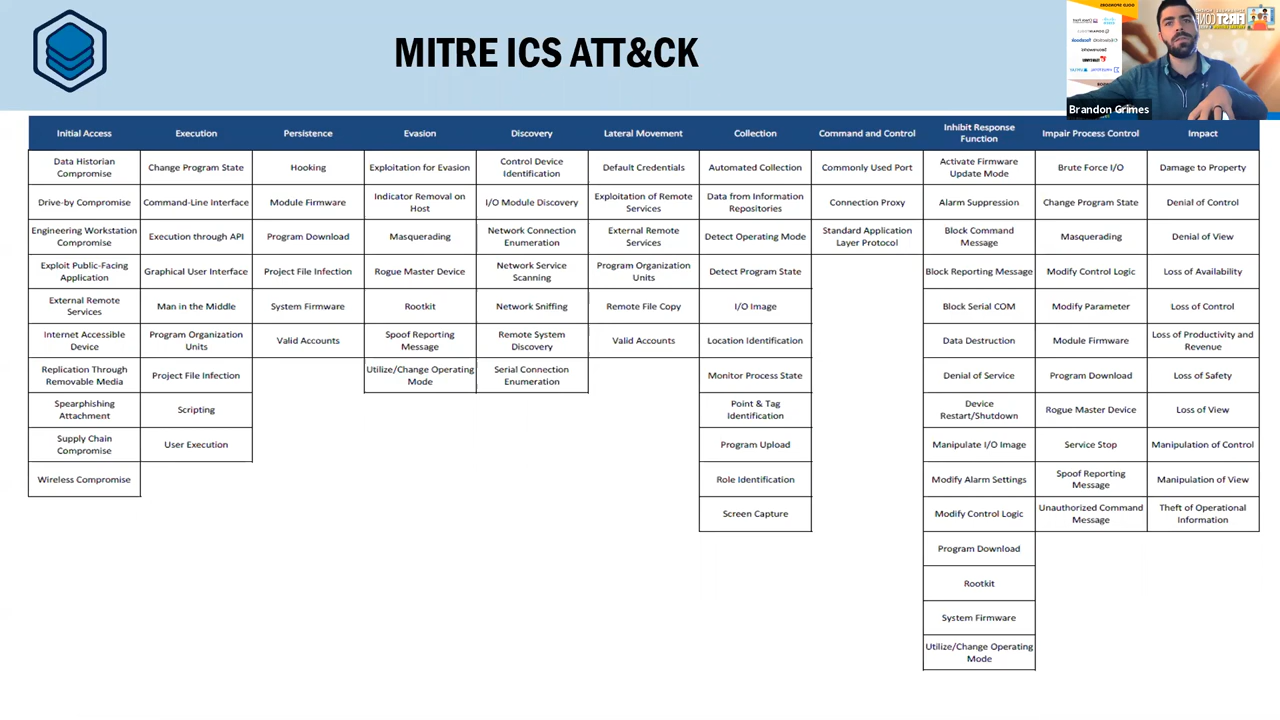 MITRE ICS ATT&CK
Brandon Grimes
Initial Access
Data Historian
Compromise
Drive-by Compromise
Engineering Workstation
Compromise
Exploit Public-Facing
Application
External Remote
Services
Internet Accessible
Device
Replication Through
Removable Media
Spearphishing
Attachment
Supply Chain
Compromise
Wireless Compromise
Execution
Change Program State
Command-Line Interface
Execution through API
Graphical User Interface
Man in the Middle
Program Organization
Units
Project File Infection
Scripting
User Execution
Persistence
Hooking
Module Firmware
Program Download
Project File Infection
System Firmware
Valid Accounts
Evasion
Exploitation for Evasion
Indicator Removal on
Host
Masquerading
Rogue Master Device
Rootkit
Spoof Reporting
Message
Utilize/Change Operating
Mode
Discovery
Control Device
Identification
I/O Module Discovery
Network Connection
Enumeration
Network Service
Scanning
Network Sniffing
Remote System
Discovery
Serial Connection
Enumeration
Lateral Movement
Default Credentials
Exploitation of Remote
Services
External Remote
Services
Program Organization
Units
Remote File Copy
Valid Accounts
Collection
Automated Collection
Data from Information
Repositories
Detect Operating Mode
Detect Program State
I/O Image
Location Identification
Monitor Process State
Point & Tag
Identification
Program Upload
Role Identification
Screen Capture
Command and Control
Commonly Used Port
Connection Proxy
Standard Application
Layer Protocol
Inhibit Response
Function
Activate Firmware
Update Mode
Alarm Suppression
Block Command
Message
Block Reporting Message
Block Serial COM
Data Destruction
Denial of Service
Device
Restart/Shutdown
Manipulate I/O Image
Modify Alarm Settings
Modify Control Logic
Program Download
Rootkit
System Firmware
Utilize/Change Operating
Mode
Impair Process Control
Brute Force I/O
Change Program State
Masquerading
Modify Control Logic
Modify Parameter
Module Firmware
Program Download
Rogue Master Device
Service Stop
Spoof Reporting
Message
Unauthorized Command
Message
Impact
Damage to Property
Denial of Control
Denial of View
Loss of Availability
Loss of Control
Loss of Productivity and
Revenue
Loss of Safety
Loss of View
Manipulation of Control
Manipulation of View
Theft of Operational
Information